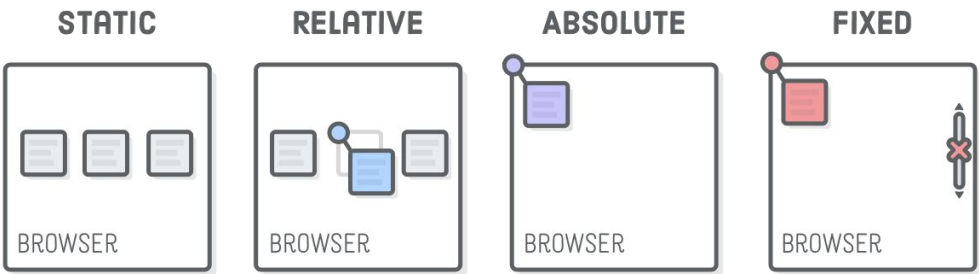 STATIC
RELATIVE
ABSOLUTE
FIXED
BROWSER
BROWSER
BROWSER
BROWSER